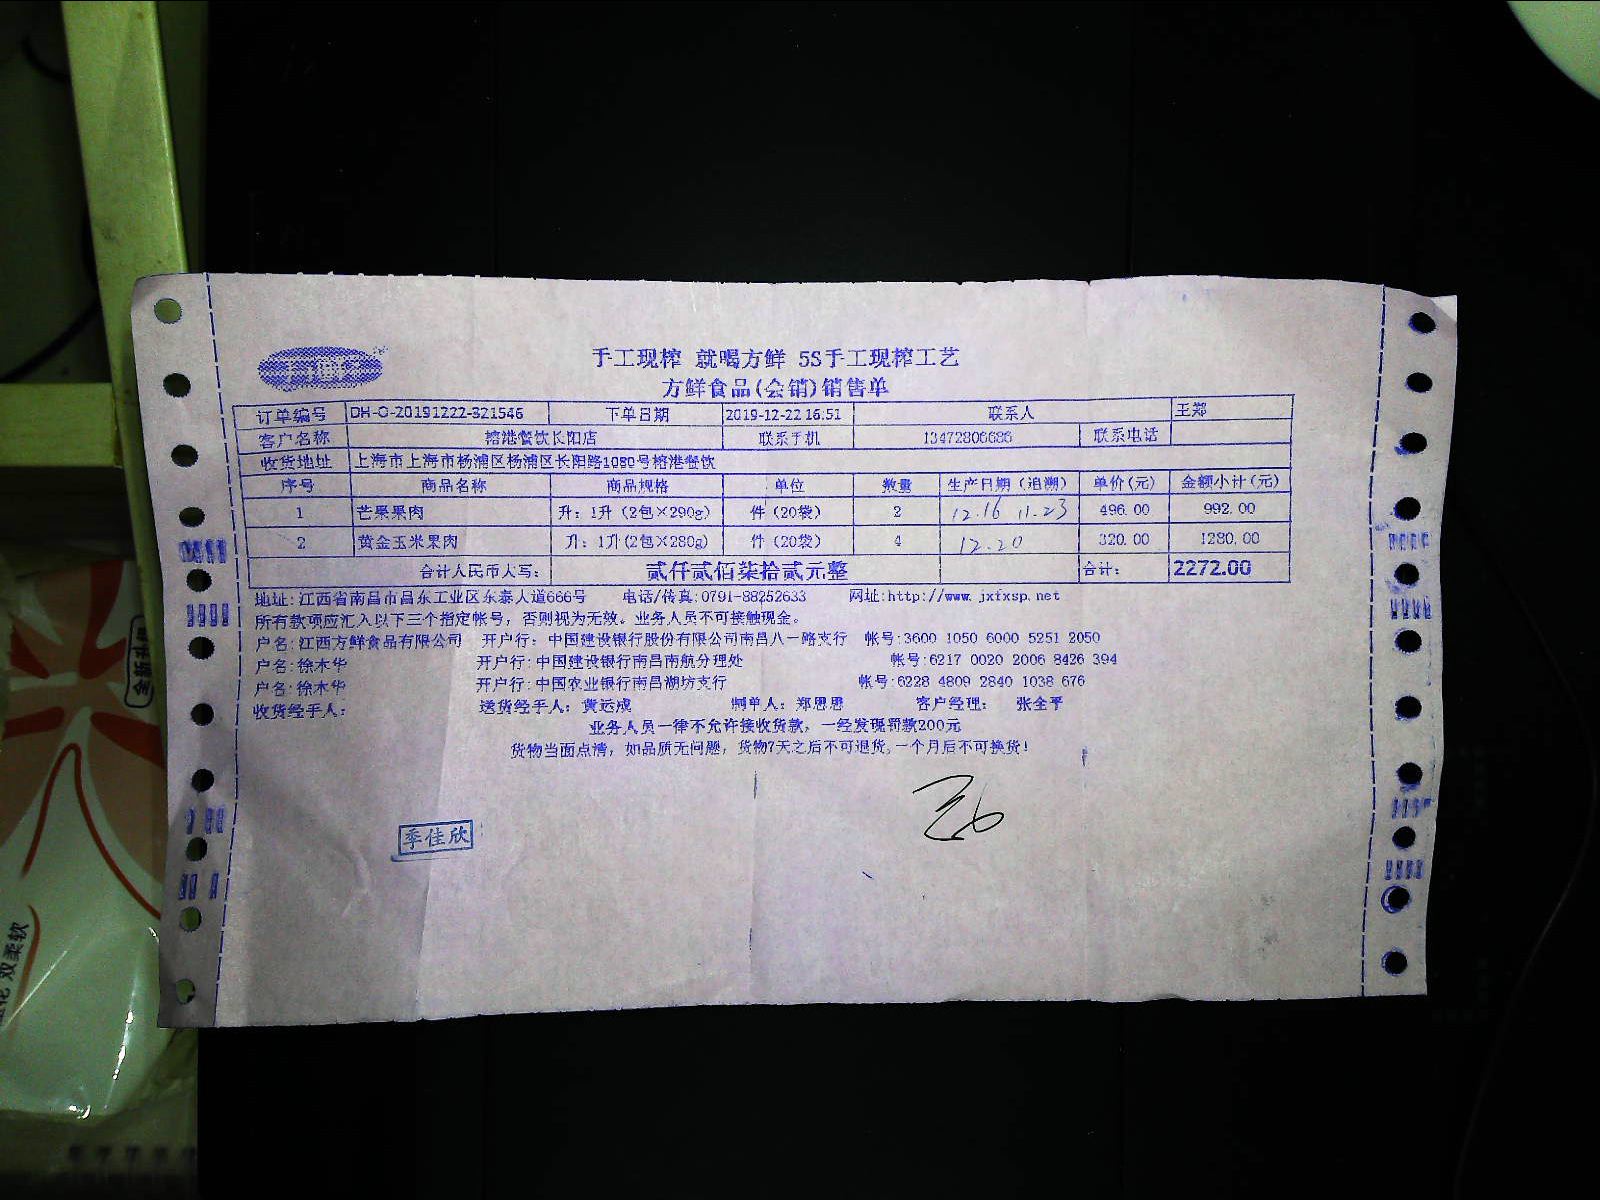 手工现榨 就喝方鲜 5S手工现榨工艺
方鲜食品(会销)销售单
订单编号 DH-O-20191222-321546 下单日期 2019-12-22 16:51 联系人 王郑
客户名称 榕港餐饮长阳店 联系手机 13472806686 联系电话
收货地址 上海市上海市杨浦区杨浦区长阳路1080号榕港餐饮
序号 商品名称 商品规格 单位 数量 生产日期（追溯） 单价(元) 金额小计(元)
1 芒果果肉 升：1升（2包×290g） 件（20袋） 2 12.16 11.23 496.00 992.00
2 黄金玉米果肉 升：1升(2包×280g) 件（20袋） 4 12.20 320.00 1280.00
合计人民币大写： 贰仟贰佰柒拾贰元整 合计： 2272.00
地址:江西省南昌市昌东工业区东泰大道666号 电话/传真:0791-88252633 网址:http://www.jxfxsp.net
所有款项应汇入以下三个指定帐号，否则视为无效。业务人员不可接触现金。
户名:江西方鲜食品有限公司 开户行：中国建设银行股份有限公司南昌八一路支行 帐号:3600 1050 6000 5251 2050
户名:徐木华 开户行:中国建设银行南昌南航分理处 帐号:6217 0020 2006 8426 394
户名:徐木华 开户行:中国农业银行南昌湖坊支行 帐号:6228 4809 2840 1038 676
收货经手人： 送货经手人：黄远成 制单人：郑恩恩 客户经理： 张全平
业务人员一律不允许接收货款，一经发现罚款200元
货物当面点清，如品质无问题，货物7天之后不可退货,一个月后不可换货！
季佳欣
双柔软